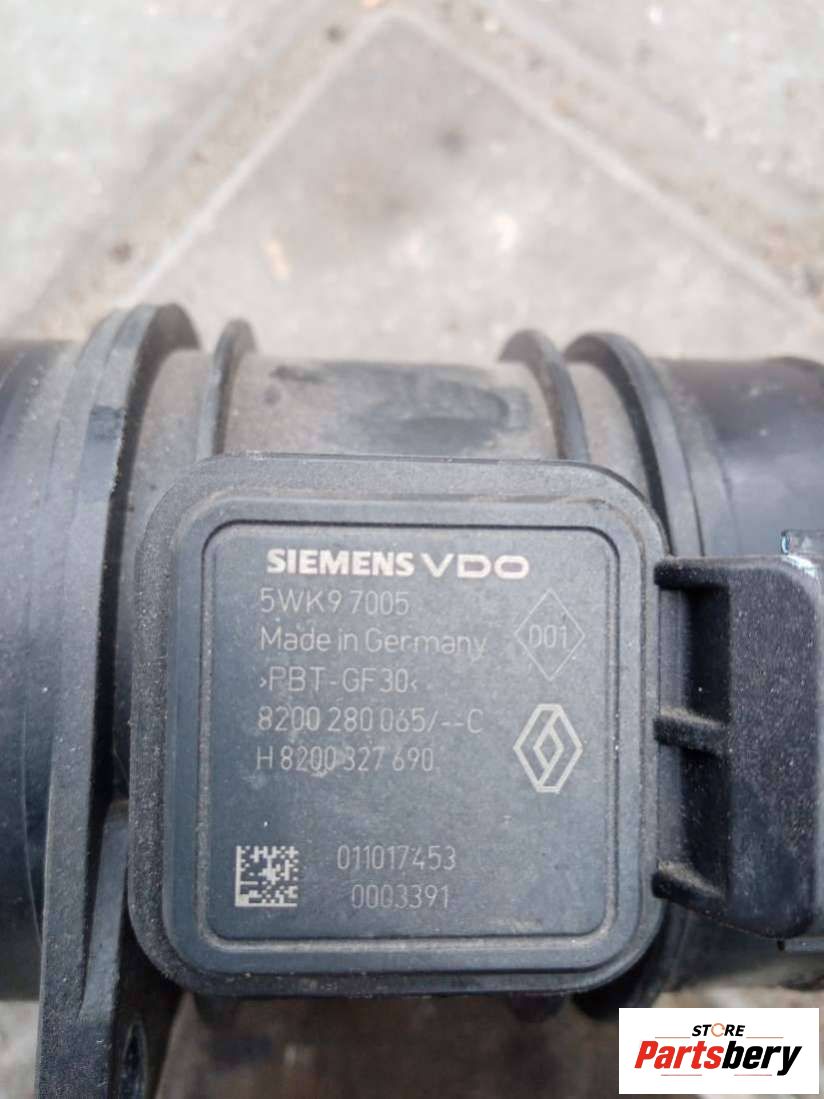 SIEMENS VDO
5WK9 7005
Made in Germany
001
>PBT-GF30<
8200 280 065/--C
H 8200 327 690
011017453
0003391
STORE
Partsbery